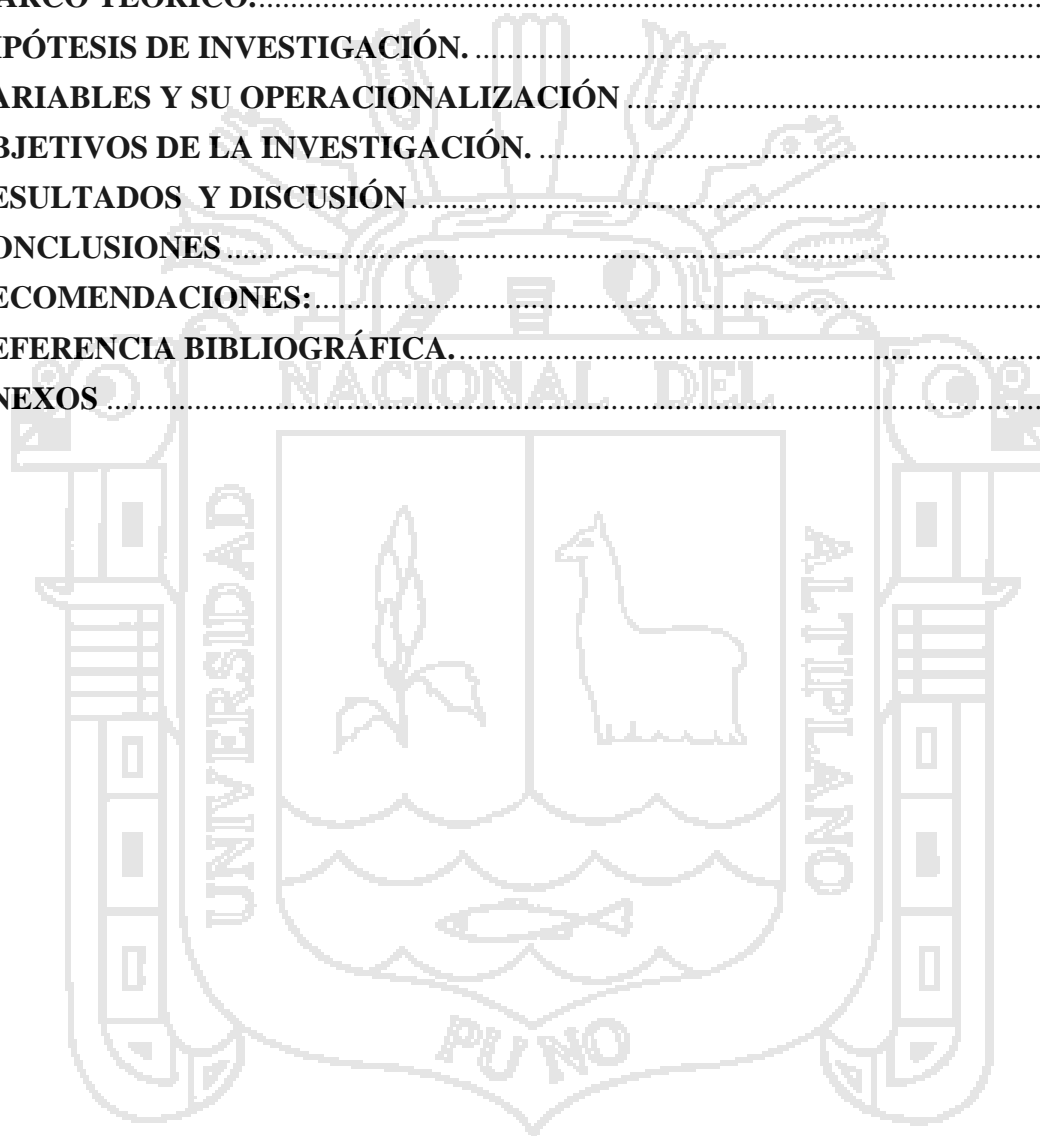 ARCO TEÓRICO.
IPÓTESIS DE INVESTIGACIÓN.
ARIABLES Y SU OPERACIONALIZACIÓN
BJETIVOS DE LA INVESTIGACIÓN.
ESULTADOS Y DISCUSIÓN
ONCLUSIONES
ECOMENDACIONES:
EFERENCIA BIBLIOGRÁFICA.
NEXOS
NACIONAL DEL
UNIVERSIDAD
ALTIPLANO
PUNO